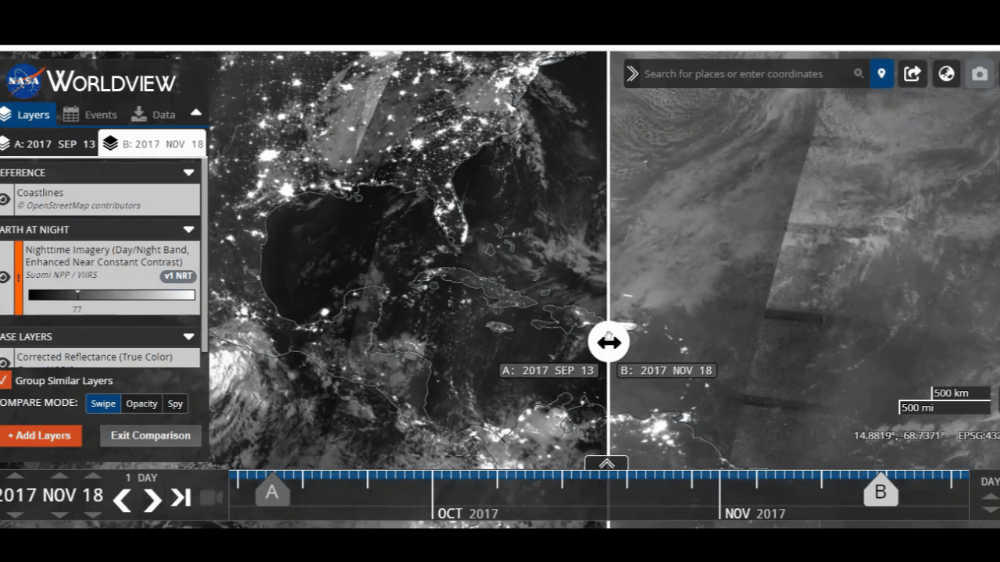 NASA WORLDVIEW
Layers Events Data
A: 2017 SEP 13 B: 2017 NOV 18
EFERENCE
Coastlines
© OpenStreetMap contributors
ARTH AT NIGHT
Nighttime Imagery (Day/Night Band,
Enhanced Near Constant Contrast)
Suomi NPP / VIIRS v1 NRT
77
ASE LAYERS
Corrected Reflectance (True Color)
Group Similar Layers
OMPARE MODE: Swipe Opacity Spy
+ Add Layers Exit Comparison
Search for places or enter coordinates
A: 2017 SEP 13 B: 2017 NOV 18
500 km
500 mi
14.8819°, -68.7371° EPSG:432
2017 NOV 18
1 DAY
A
B
OCT 2017
NOV 2017
DAY